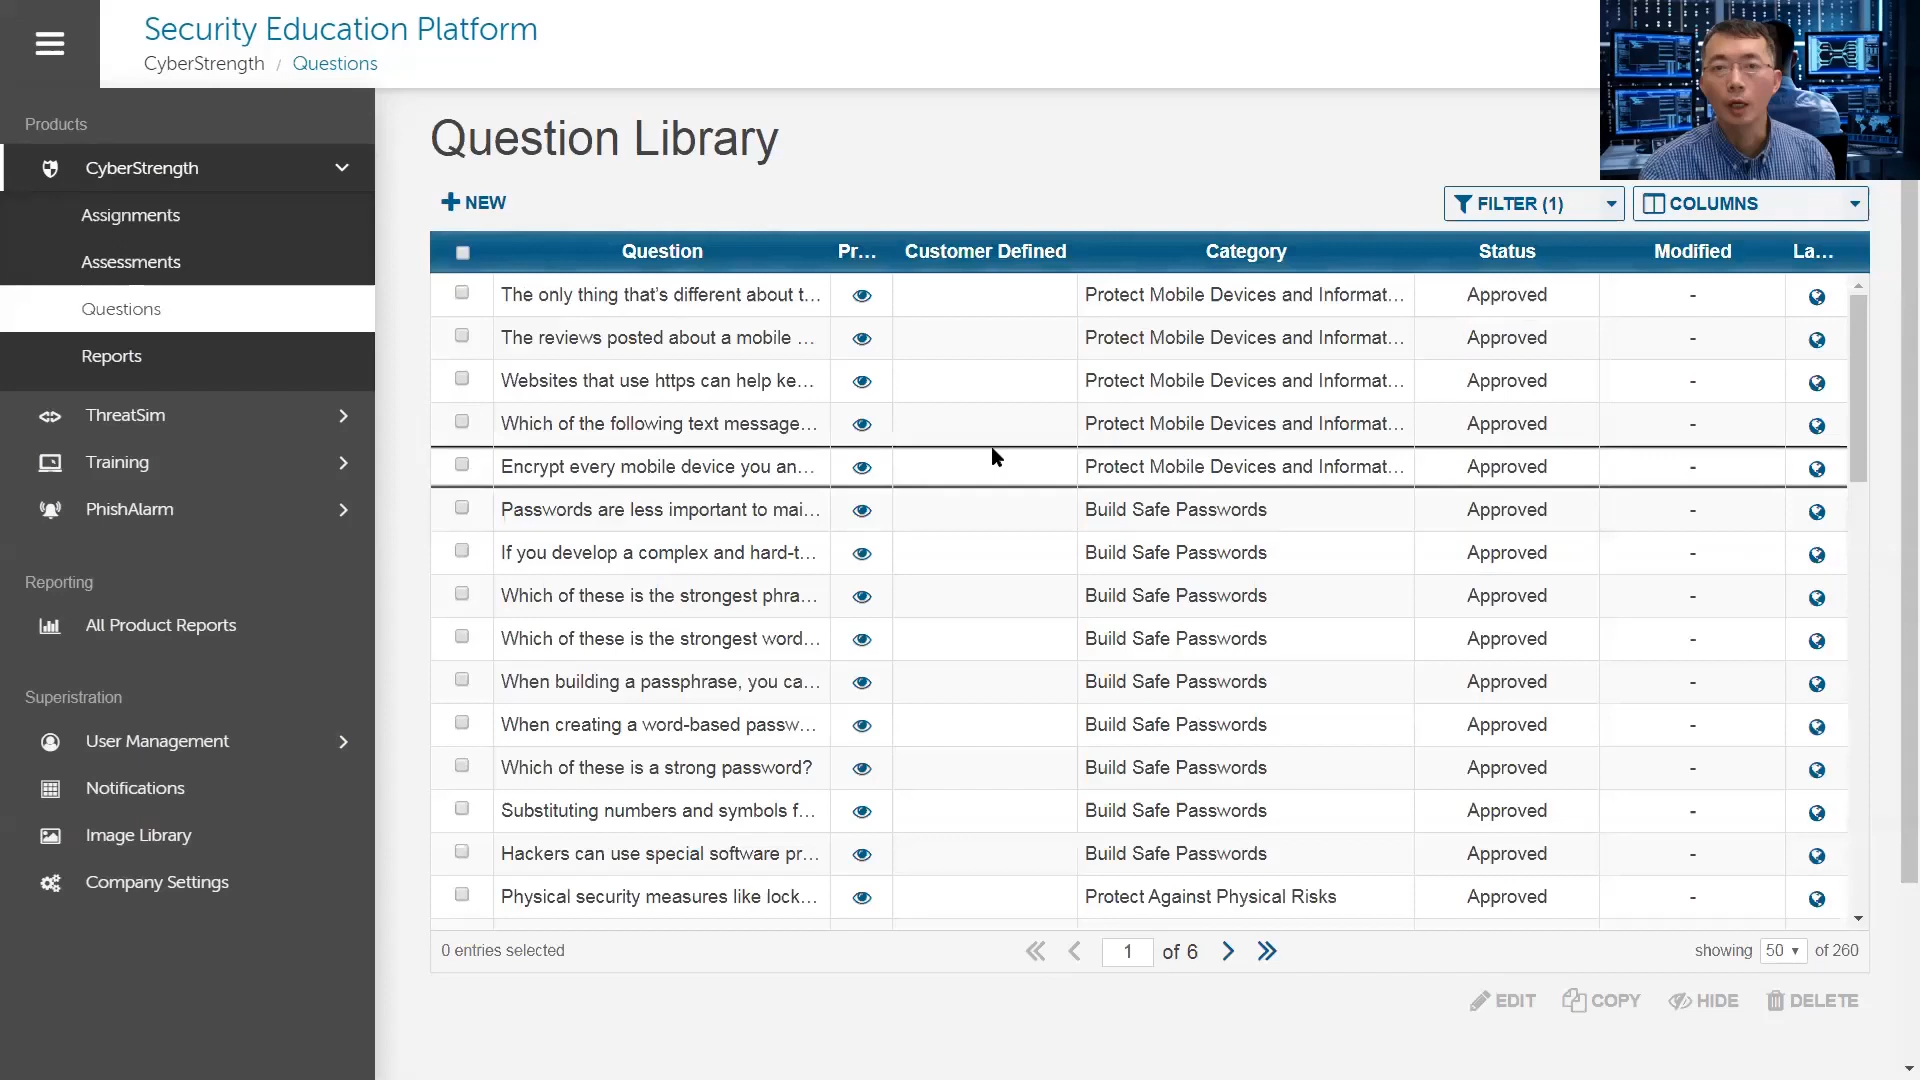 Security Education Platform
CyberStrength / Questions
Products
CyberStrength
Assignments
Assessments
Questions
Reports
ThreatSim
Training
PhishAlarm
Reporting
All Product Reports
Superistration
User Management
Notifications
Image Library
Company Settings
Question Library
NEW
FILTER (1)
COLUMNS
Question Pr... Customer Defined Category Status Modified La...
The only thing that's different about t... Protect Mobile Devices and Informat... Approved -
The reviews posted about a mobile ... Protect Mobile Devices and Informat... Approved -
Websites that use https can help ke... Protect Mobile Devices and Informat... Approved -
Which of the following text message... Protect Mobile Devices and Informat... Approved -
Encrypt every mobile device you an... Protect Mobile Devices and Informat... Approved -
Passwords are less important to mai... Build Safe Passwords Approved -
If you develop a complex and hard-t... Build Safe Passwords Approved -
Which of these is the strongest phra... Build Safe Passwords Approved -
Which of these is the strongest word... Build Safe Passwords Approved -
When building a passphrase, you ca... Build Safe Passwords Approved -
When creating a word-based passw... Build Safe Passwords Approved -
Which of these is a strong password? Build Safe Passwords Approved -
Substituting numbers and symbols f... Build Safe Passwords Approved -
Hackers can use special software pr... Build Safe Passwords Approved -
Physical security measures like lock... Protect Against Physical Risks Approved -
0 entries selected
1 of 6
showing 50 of 260
EDIT COPY HIDE DELETE